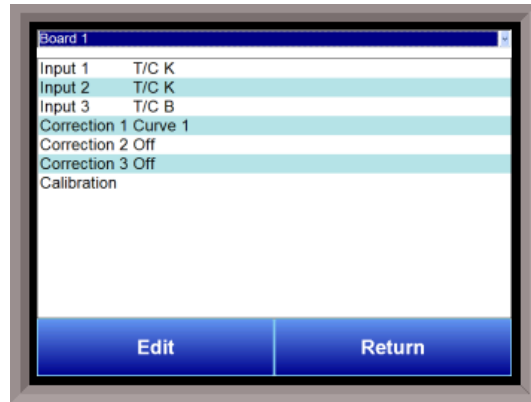 Board 1
Input 1 T/C K
Input 2 T/C K
Input 3 T/C B
Correction 1 Curve 1
Correction 2 Off
Correction 3 Off
Calibration
Edit Return